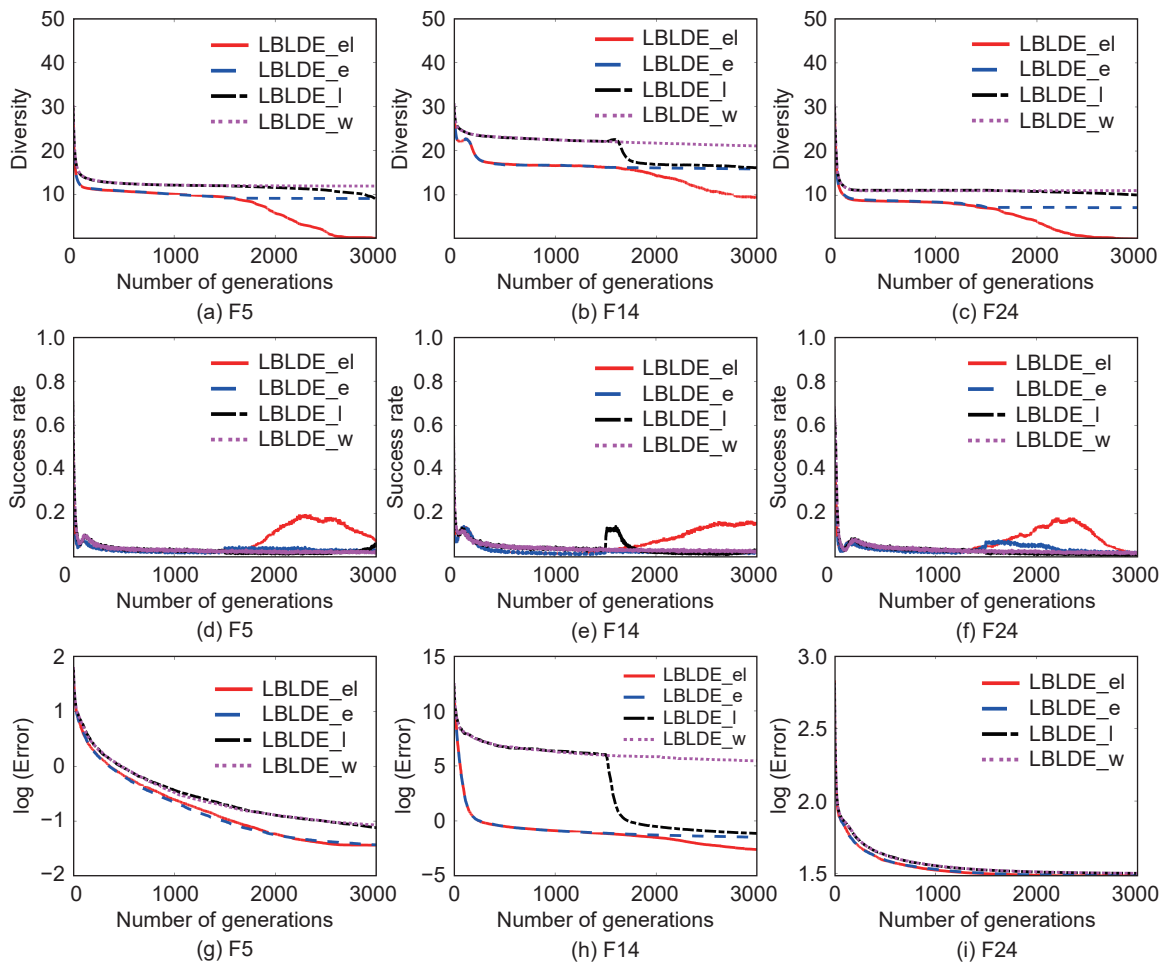 50
40
30
20
10
Diversity
LBLDE_el
LBLDE_e
LBLDE_l
LBLDE_w
0 1000 2000 3000
Number of generations
(a) F5
50
40
30
20
10
Diversity
LBLDE_el
LBLDE_e
LBLDE_l
LBLDE_w
0 1000 2000 3000
Number of generations
(b) F14
50
40
30
20
10
Diversity
LBLDE_el
LBLDE_e
LBLDE_l
LBLDE_w
0 1000 2000 3000
Number of generations
(c) F24
1.0
0.8
0.6
0.4
0.2
Success rate
LBLDE_el
LBLDE_e
LBLDE_l
LBLDE_w
0 1000 2000 3000
Number of generations
(d) F5
1.0
0.8
0.6
0.4
0.2
Success rate
LBLDE_el
LBLDE_e
LBLDE_l
LBLDE_w
0 1000 2000 3000
Number of generations
(e) F14
1.0
0.8
0.6
0.4
0.2
Success rate
LBLDE_el
LBLDE_e
LBLDE_l
LBLDE_w
0 1000 2000 3000
Number of generations
(f) F24
2
1
0
−1
−2
log (Error)
LBLDE_el
LBLDE_e
LBLDE_l
LBLDE_w
0 1000 2000 3000
Number of generations
(g) F5
15
10
5
0
−5
log (Error)
LBLDE_el
LBLDE_e
LBLDE_l
LBLDE_w
0 1000 2000 3000
Number of generations
(h) F14
3.0
2.5
2.0
1.5
log (Error)
LBLDE_el
LBLDE_e
LBLDE_l
LBLDE_w
0 1000 2000 3000
Number of generations
(i) F24